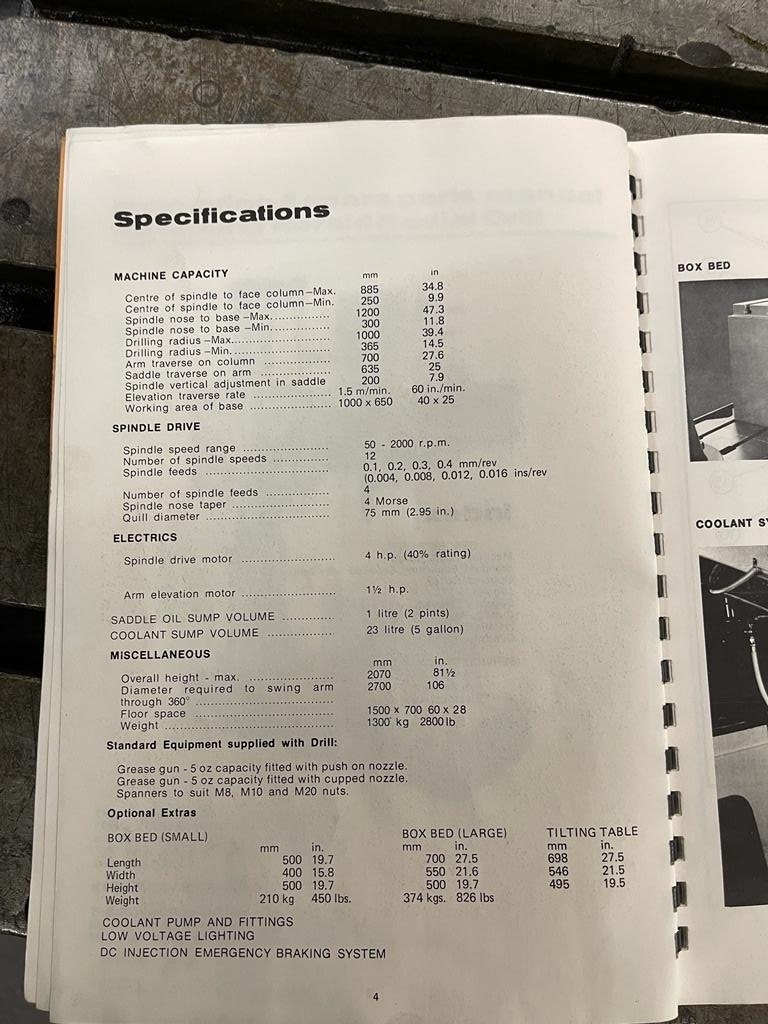 Specifications
MACHINE CAPACITY mm in
Centre of spindle to face column—Max. 885 34.8
Centre of spindle to face column—Min. 250 9.9
Spindle nose to base —Max................ 1200 47.3
Spindle nose to base —Min................ 300 11.8
Drilling radius —Max........................... 1000 39.4
Drilling radius —Min........................... 365 14.5
Arm traverse on column .................. 700 27.6
Saddle traverse on arm ................... 635 25
Spindle vertical adjustment in saddle 200 7.9
Elevation traverse rate ..................... 1.5 m/min. 60 in./min.
Working area of base ...................... 1000 x 650 40 x 25
SPINDLE DRIVE
Spindle speed range ....................... 50 - 2000 r.p.m.
Number of spindle speeds ............... 12
Spindle feeds .................................. 0.1, 0.2, 0.3, 0.4 mm/rev
(0.004, 0.008, 0.012, 0.016 ins/rev
Number of spindle feeds ................. 4
Spindle nose taper .......................... 4 Morse
Quill diameter ................................. 75 mm (2.95 in.)
ELECTRICS
Spindle drive motor ......................... 4 h.p. (40% rating)
Arm elevation motor ......................... 1½ h.p.
SADDLE OIL SUMP VOLUME .............. 1 litre (2 pints)
COOLANT SUMP VOLUME .................. 23 litre (5 gallon)
MISCELLANEOUS mm in.
Overall height - max. ....................... 2070 81½
Diameter required to swing arm 2700 106
through 360° ...................................
Floor space .................................... 1500 x 700 60 x 28
Weight ............................................ 1300 kg 2800 lb
Standard Equipment supplied with Drill:
Grease gun - 5 oz capacity fitted with push on nozzle.
Grease gun - 5 oz capacity fitted with cupped nozzle.
Spanners to suit M8, M10 and M20 nuts.
Optional Extras
BOX BED (SMALL) BOX BED (LARGE) TILTING TABLE
mm in. mm in. mm in.
Length 500 19.7 700 27.5 698 27.5
Width 400 15.8 550 21.6 546 21.5
Height 500 19.7 500 19.7 495 19.5
Weight 210 kg 450 lbs. 374 kgs. 826 lbs
COOLANT PUMP AND FITTINGS
LOW VOLTAGE LIGHTING
DC INJECTION EMERGENCY BRAKING SYSTEM
4
BOX BED
COOLANT